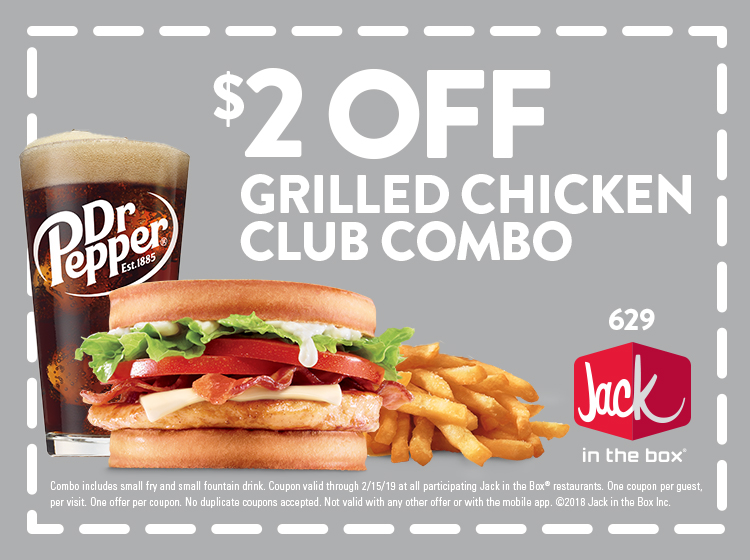 $2 OFF
GRILLED CHICKEN
CLUB COMBO
Dr
Pepper®
Est.1885
629
Jack
in the box®
Combo includes small fry and small fountain drink. Coupon valid through 2/15/19 at all participating Jack in the Box® restaurants. One coupon per guest,
per visit. One offer per coupon. No duplicate coupons accepted. Not valid with any other offer or with the mobile app. ©2018 Jack in the Box Inc.